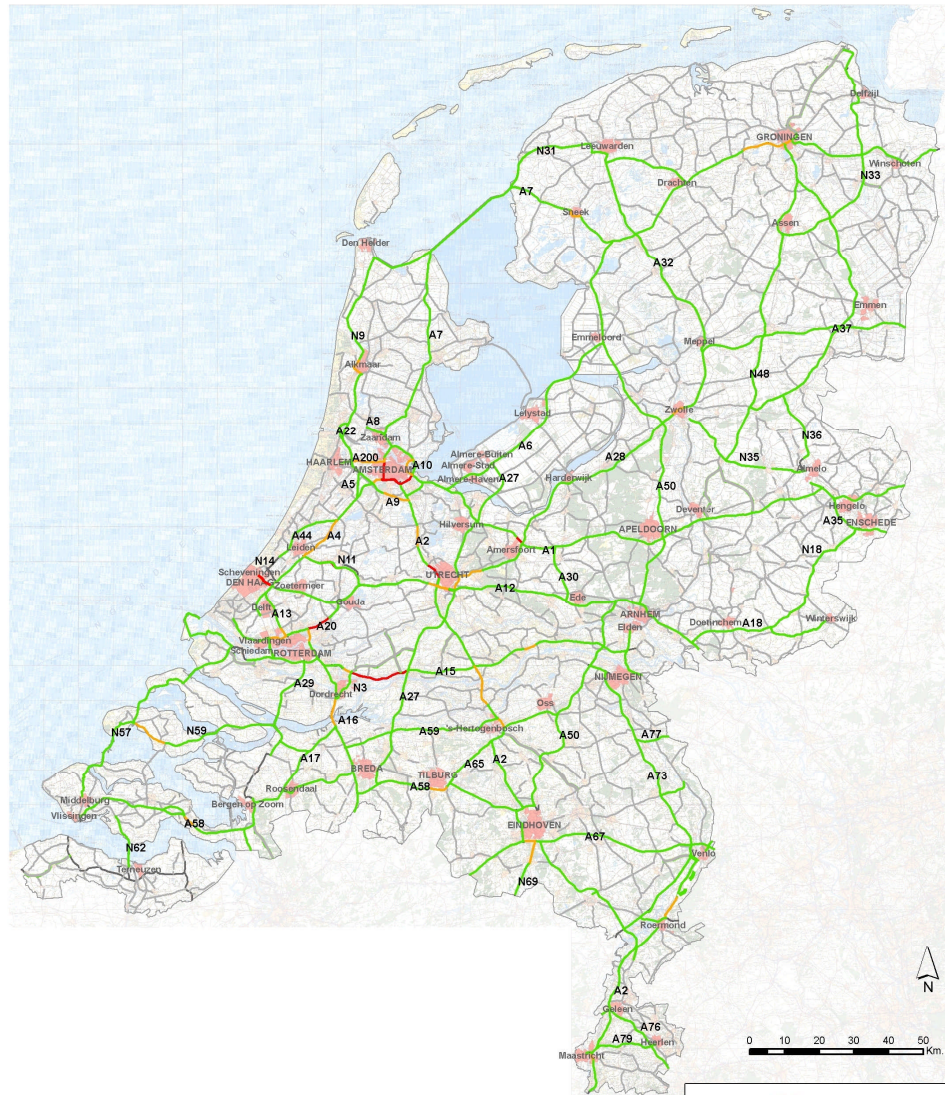 Delfzijl
GRONINGEN
Leeuwarden
N31
Winschoten
N33
Drachten
A7
Sneek
Assen
Den Helder
A32
Emmen
A37
N9
A7
Emmeloord
Meppel
Alkmaar
N48
Lelystad
Zwolle
A8
A22
Zaandam
A6
N36
A200
HAARLEM
AMSTERDAM
A10
Almere-Buiten
Almere-Stad
Almere-Haven
A27
A28
N35
Almelo
Harderwijk
A5
A9
A50
Deventer
Hengelo
A35
ENSCHEDE
Hilversum
APELDOORN
A44
A4
A2
Leiden
Amersfoort
A1
N18
N14
N11
Scheveningen
DEN HAAG
Zoetermeer
UTRECHT
A30
A12
Ede
Delft
A13
Gouda
A20
ARNHEM
Elden
Doetinchem
A18
Winterswijk
Vlaardingen
Schiedam
ROTTERDAM
A15
NIJMEGEN
A29
N3
Dordrecht
A27
Oss
A16
N57
N59
A59
's-Hertogenbosch
A50
A77
A17
A65
A2
BREDA
TILBURG
A73
Roosendaal
A58
Middelburg
Bergen op Zoom
Vlissingen
A58
EINDHOVEN
A67
N62
Venlo
Terneuzen
N69
Roermond
N
A2
Geleen
A76
A79
Heerlen
Maastricht
0 10 20 30 40 50
Km.